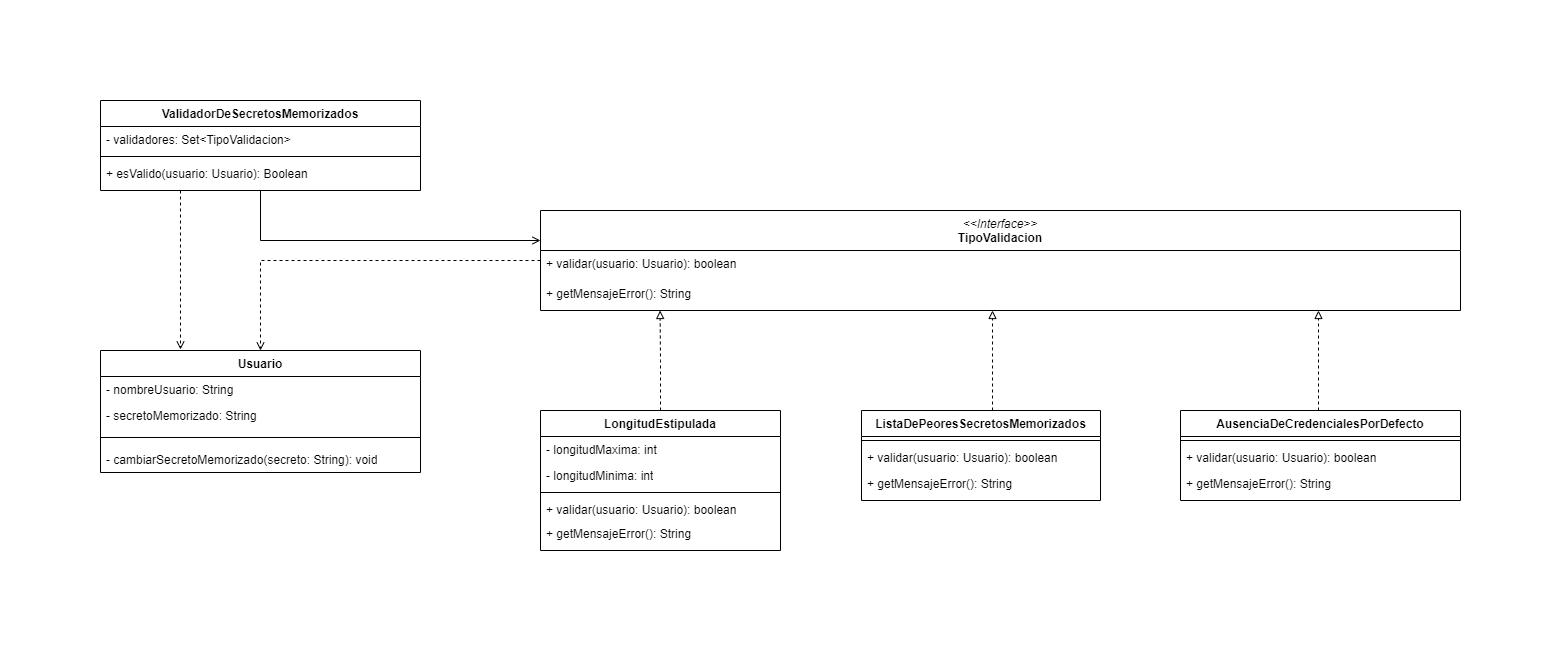 ValidadorDeSecretosMemorizados
- validadores: Set<TipoValidacion>
+ esValido(usuario: Usuario): Boolean
<<Interface>>
TipoValidacion
+ validar(usuario: Usuario): boolean
+ getMensajeError(): String
Usuario
- nombreUsuario: String
- secretoMemorizado: String
- cambiarSecretoMemorizado(secreto: String): void
LongitudEstipulada
- longitudMaxima: int
- longitudMinima: int
+ validar(usuario: Usuario): boolean
+ getMensajeError(): String
ListaDePeoresSecretosMemorizados
+ validar(usuario: Usuario): boolean
+ getMensajeError(): String
AusenciaDeCredencialesPorDefecto
+ validar(usuario: Usuario): boolean
+ getMensajeError(): String